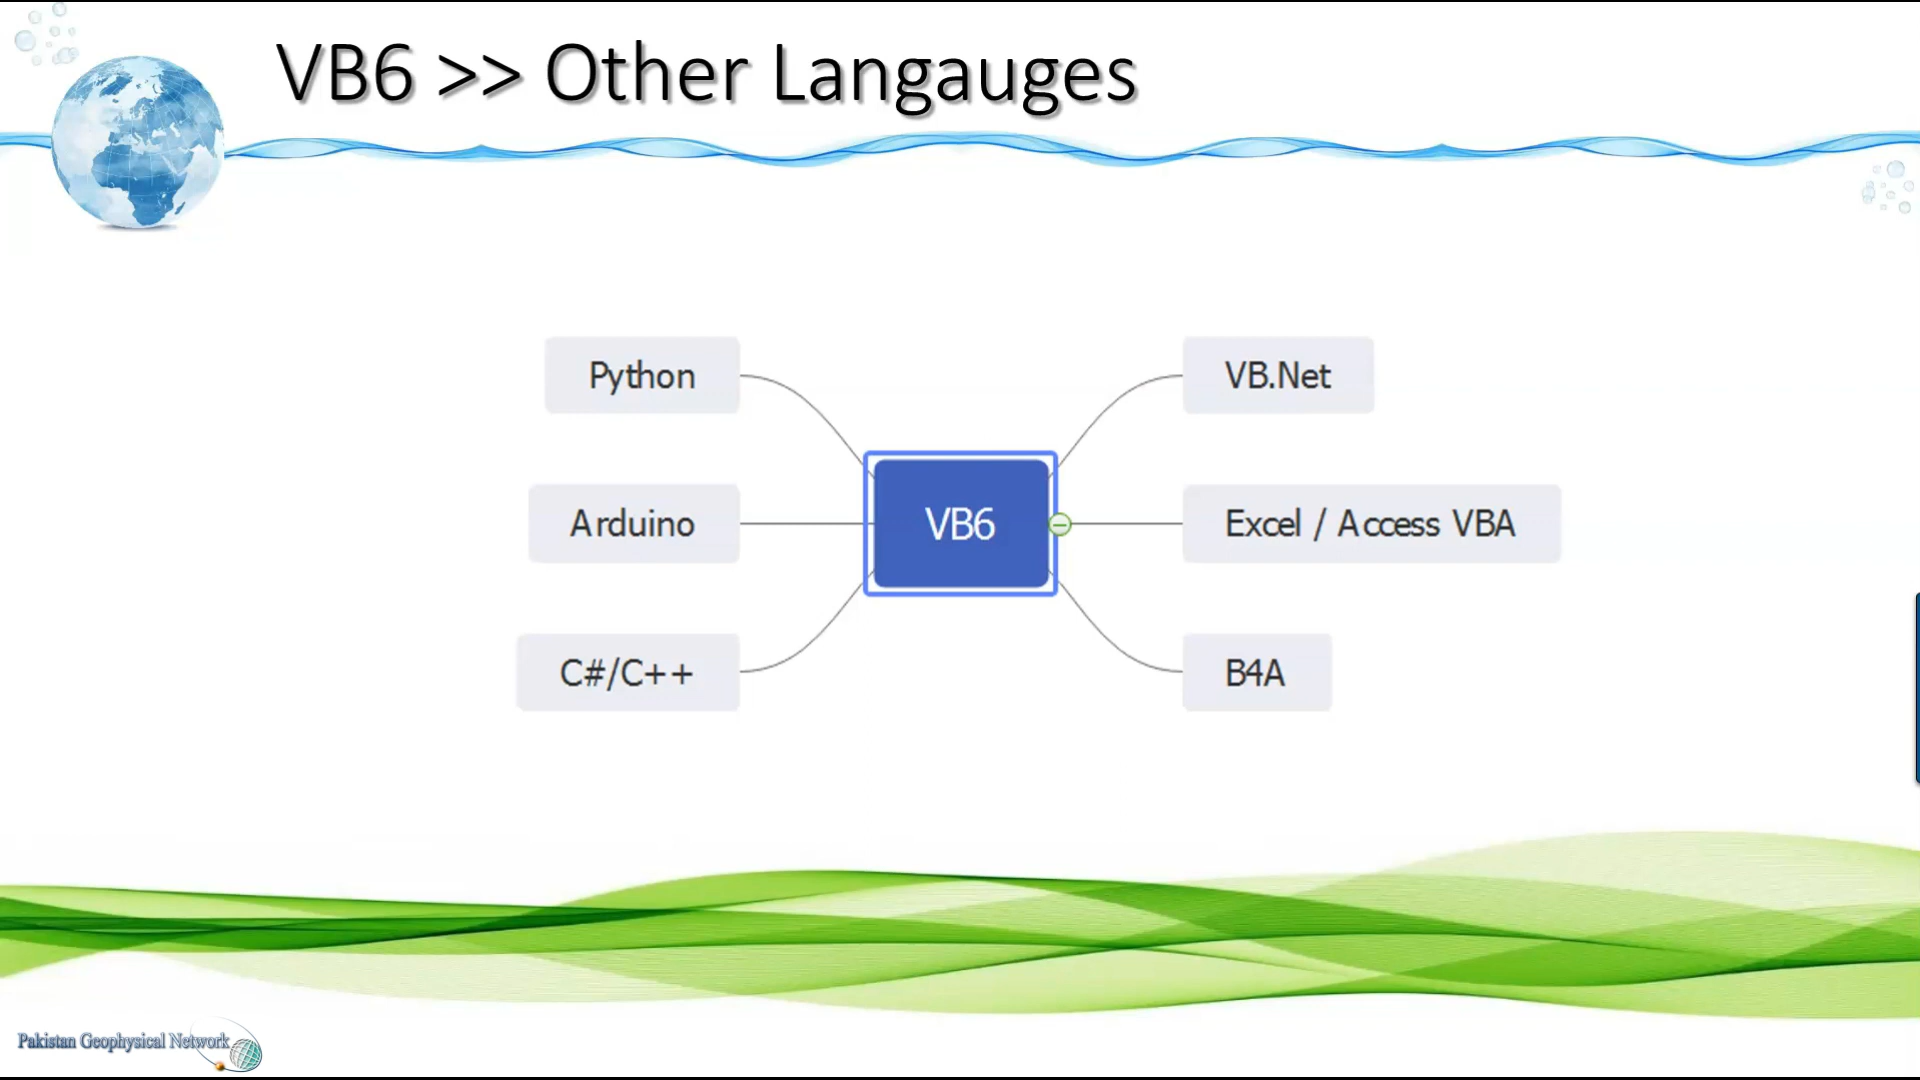 VB6 >> Other Langauges
Python
VB.Net
Arduino
VB6
Excel / Access VBA
C#/C++
B4A
Pakistan Geophysical Network